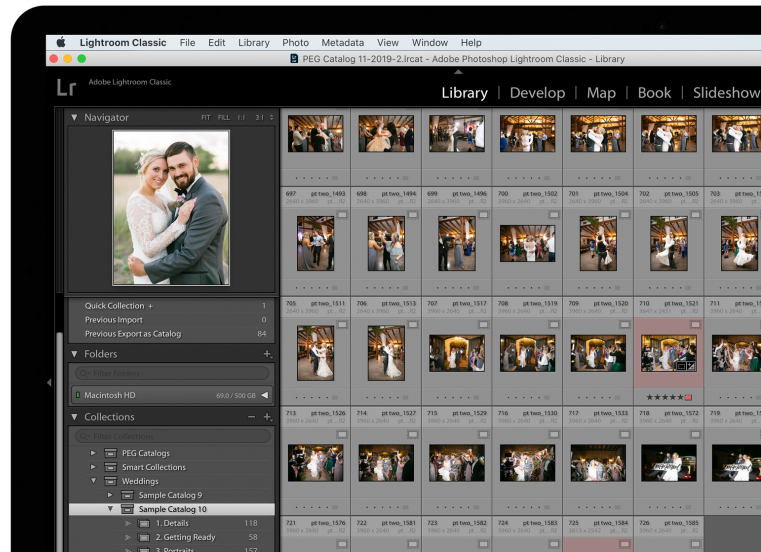 Lightroom Classic File Edit Library Photo Metadata View Window Help
PEG Catalog 11-2019-2.lrcat - Adobe Photoshop Lightroom Classic - Library
Lr Adobe Lightroom Classic
Library | Develop | Map | Book | Slideshow
Navigator FIT FILL 1:1 3:1
697 pt two_1493 698 pt two_1494 699 pt two_1496 700 pt two_1502 701 pt two_1504 702 pt two_1505 703
705 pt two_1511 706 pt two_1513 707 pt two_1517 708 pt two_1519 709 pt two_1520 710 pt two_1521 711
Quick Collection + 1
Previous Import 0
Previous Export as Catalog 84
Folders
Filter Folders
Macintosh HD 69.0 / 500 GB
Collections
Filter Collections
713 pt two_1526 714 pt two_1527 715 pt two_1529 716 pt two_1530 717 pt two_1533 718 pt two_1572 719
PEG Catalogs
Smart Collections
Weddings
Sample Catalog 9
Sample Catalog 10
1. Details 118
2. Getting Ready 58
3. Portraits 157
721 pt two_1576 722 pt two_1581 723 pt two_1582 724 pt two_1583 725 pt two_1584 726 pt two_1585